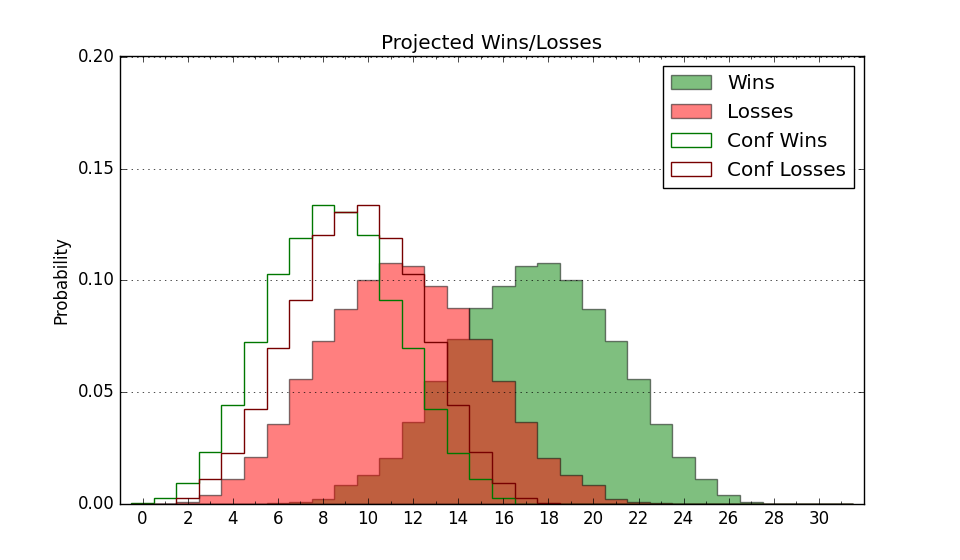 Projected Wins/Losses
0.20
0.15
0.10
0.05
0.00
Probability
Wins
Losses
Conf Wins
Conf Losses
0 2 4 6 8 10 12 14 16 18 20 22 24 26 28 30